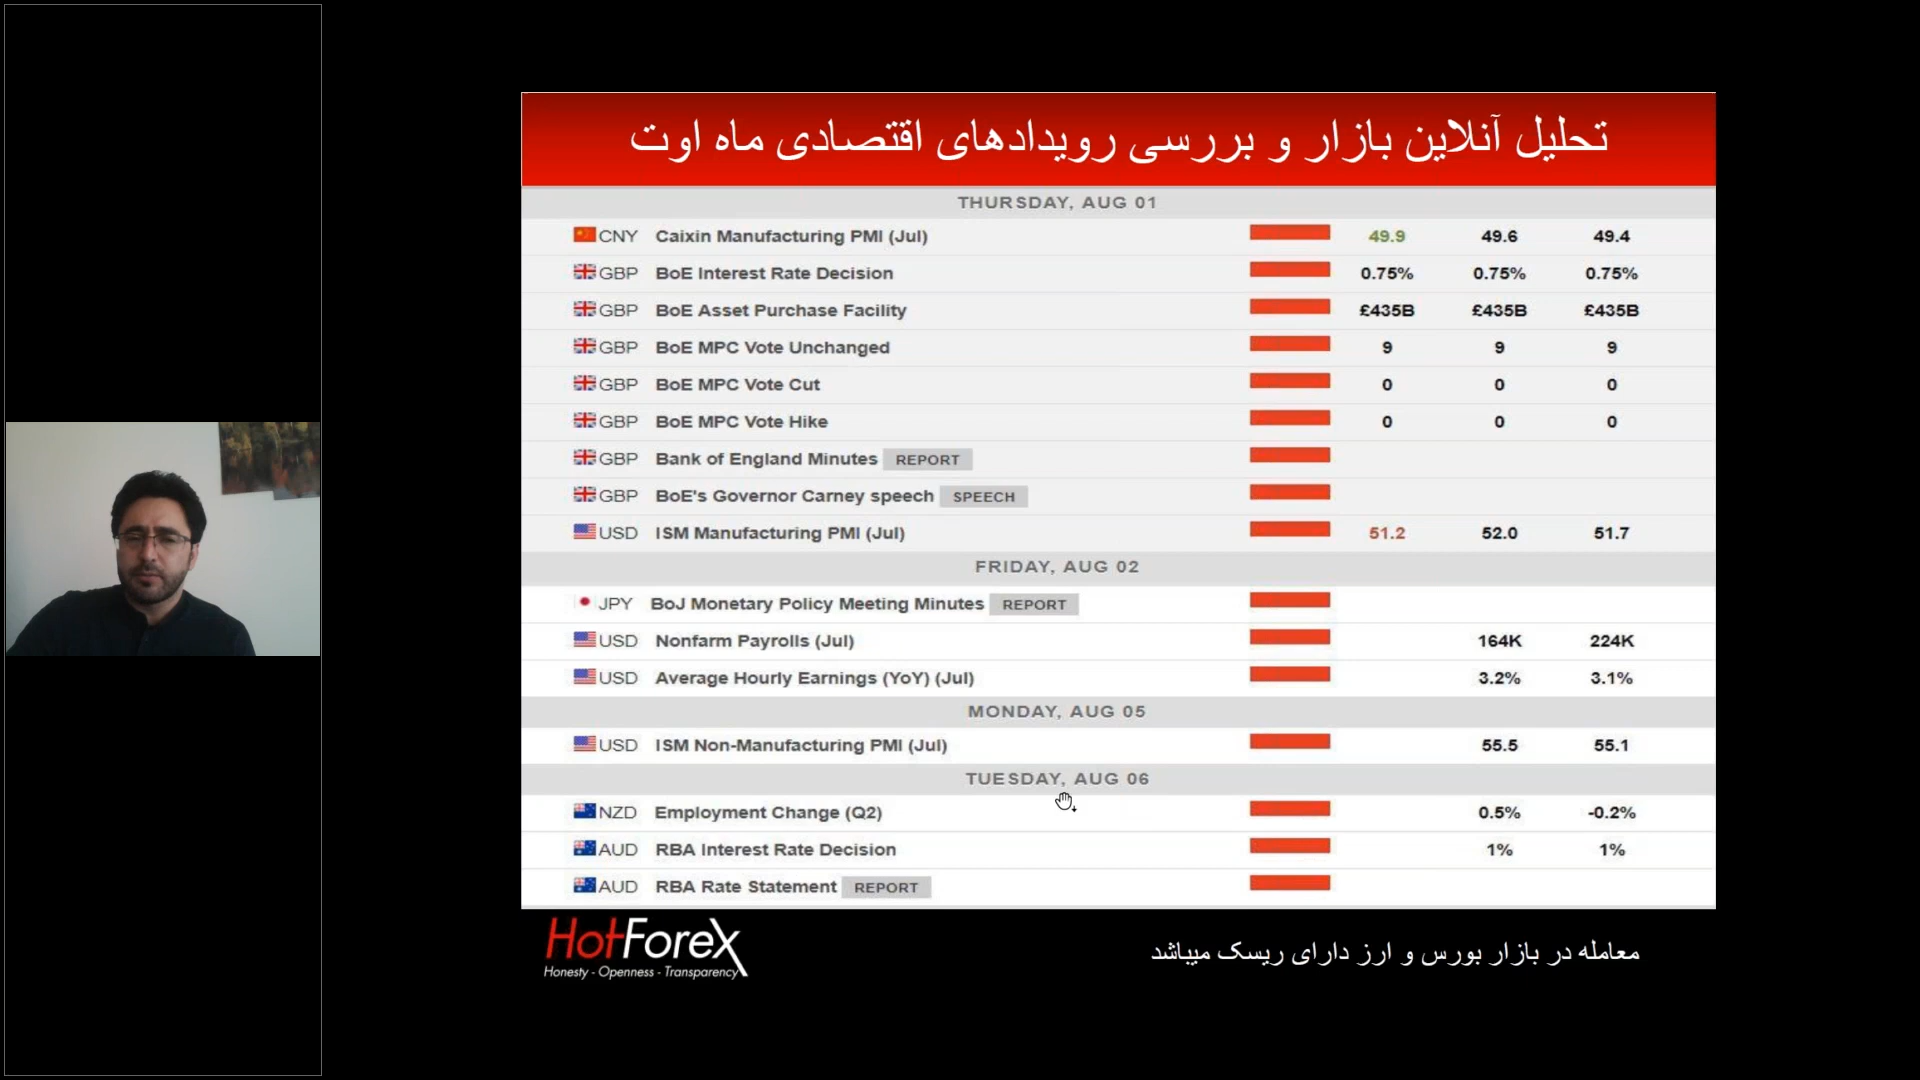 تحلیل آنلاین بازار و بررسی رویدادهای اقتصادی ماه اوت
THURSDAY, AUG 01
CNY Caixin Manufacturing PMI (Jul) 49.9 49.6 49.4
GBP BoE Interest Rate Decision 0.75% 0.75% 0.75%
GBP BoE Asset Purchase Facility £435B £435B £435B
GBP BoE MPC Vote Unchanged 9 9 9
GBP BoE MPC Vote Cut 0 0 0
GBP BoE MPC Vote Hike 0 0 0
GBP Bank of England Minutes REPORT
GBP BoE's Governor Carney speech SPEECH
USD ISM Manufacturing PMI (Jul) 51.2 52.0 51.7
FRIDAY, AUG 02
JPY BoJ Monetary Policy Meeting Minutes REPORT
USD Nonfarm Payrolls (Jul) 164K 224K
USD Average Hourly Earnings (YoY) (Jul) 3.2% 3.1%
MONDAY, AUG 05
USD ISM Non-Manufacturing PMI (Jul) 55.5 55.1
TUESDAY, AUG 06
NZD Employment Change (Q2) 0.5% -0.2%
AUD RBA Interest Rate Decision 1% 1%
AUD RBA Rate Statement REPORT
HotForex
Honesty - Openness - Transparency
معامله در بازار بورس و ارز دارای ریسک میباشد